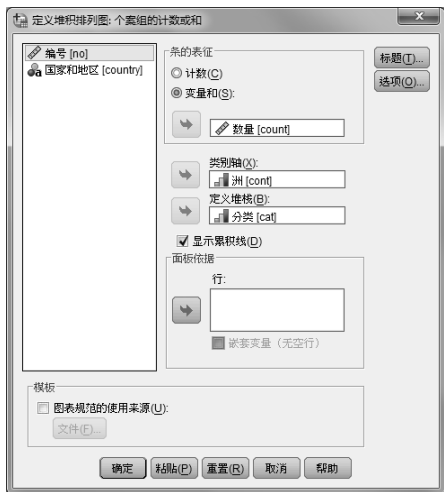 定义堆积排列图: 个案组的计数或和
编号 [no]
国家和地区 [country]
条的表征
计数(C)
变量和(S):
数量 [count]
类别轴(X):
洲 [cont]
定义堆栈(B):
分类 [cat]
显示累积线(D)
面板依据
行:
嵌套变量（无空行）
标题(T)...
选项(O)...
模板
图表规范的使用来源(U):
文件(F)...
确定
粘贴(P)
重置(R)
取消
帮助